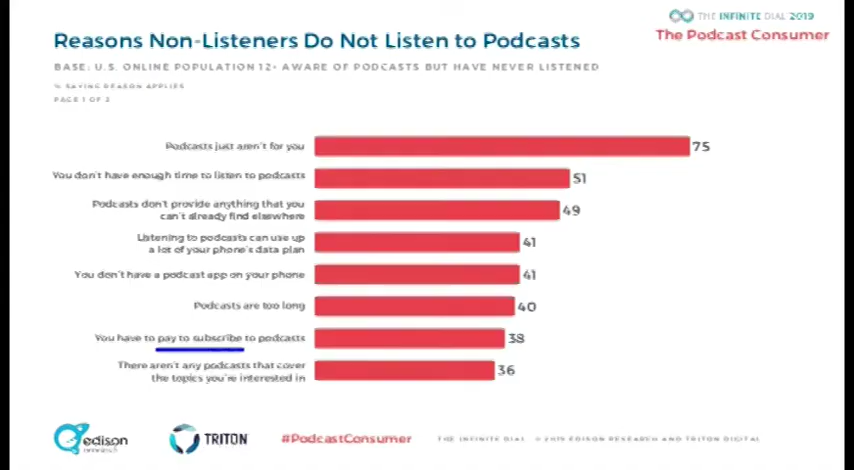 THE INFINITE DIAL 2019
The Podcast Consumer
Reasons Non-Listeners Do Not Listen to Podcasts
BASE: U.S. ONLINE POPULATION 12+ AWARE OF PODCASTS BUT HAVE NEVER LISTENED
% SAYING REASON APPLIES
PAGE 1 OF 2
Podcasts just aren't for you 75
You don't have enough time to listen to podcasts 51
Podcasts don't provide anything that you
can't already find elsewhere 49
Listening to podcasts can use up
a lot of your phone's data plan 41
You don't have a podcast app on your phone 41
Podcasts are too long 40
You have to pay to subscribe to podcasts 38
There aren't any podcasts that cover
the topics you're interested in 36
edison
research
TRITON
#PodcastConsumer
THE INFINITE DIAL © 2019 EDISON RESEARCH AND TRITON DIGITAL